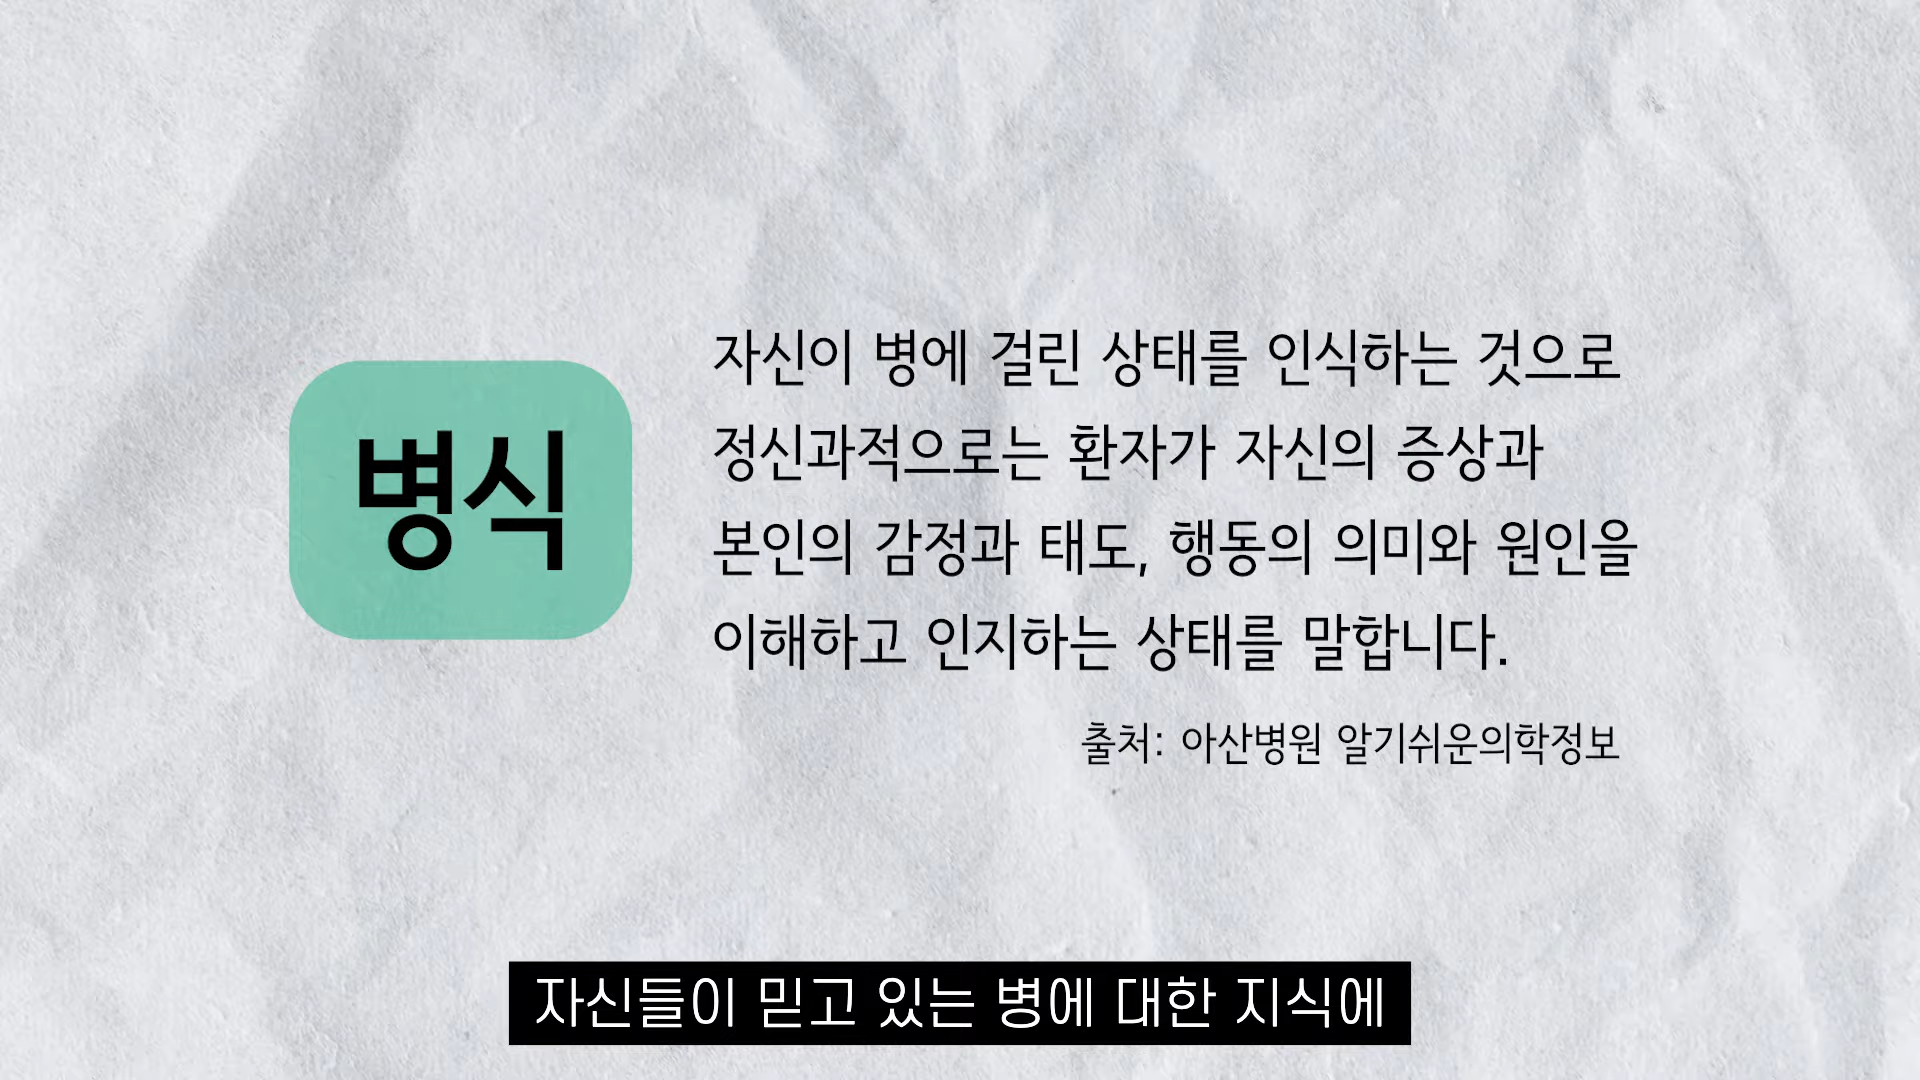 병식
자신이 병에 걸린 상태를 인식하는 것으로
정신과적으로는 환자가 자신의 증상과
본인의 감정과 태도, 행동의 의미와 원인을
이해하고 인지하는 상태를 말합니다.
출처: 아산병원 알기쉬운의학정보
자신들이 믿고 있는 병에 대한 지식에